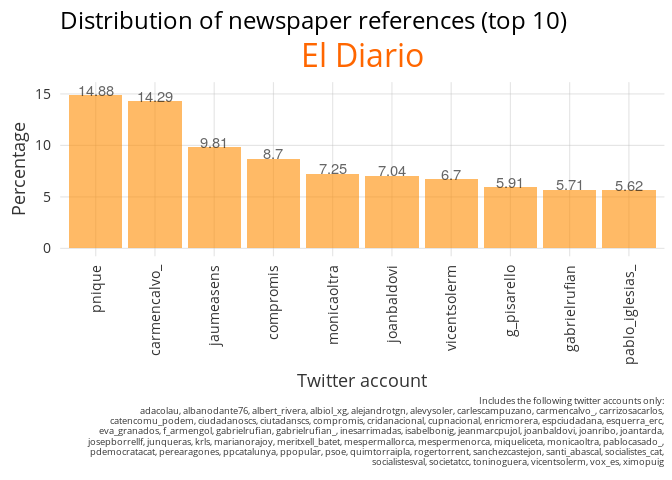 Distribution of newspaper references (top 10)
El Diario
Percentage
15
10
5
0
14.88
14.29
9.81
8.7
7.25
7.04
6.7
5.91
5.71
5.62
pnique
carmencalvo_
jaumeasens
compromis
monicaoltra
joanbaldovi
vicentsolerm
g_pisarello
gabrielrufian
pablo_iglesias_
Twitter account
Includes the following twitter accounts only:
adacolau, albanodante76, albert_rivera, albiol_xg, alejandrotgn, alevysoler, carlescampuzano, carmencalvo_, carrizosacarlos,
catencomu_podem, ciudadanoscs, ciutadanscs, compromis, cridanacional, cupnacional, enricmorera, espciudadana, esquerra_erc,
eva_granados, f_armengol, gabrielrufian, gabrielrufian_, inesarrimadas, isabelbonig, jeanmarcpujol, joanbaldovi, joanribo, joantarda,
josepborrellf, junqueras, krls, marianorajoy, meritxell_batet, mespermallorca, mespermenorca, miqueliceta, monicaoltra, pablocasado_,
pdemocratacat, perearagones, ppcatalunya, ppopular, psoe, quimtorraipla, rogertorrent, sanchezcastejon, santi_abascal, socialistes_cat,
socialistesval, societatcc, toninoguera, vicentsolerm, vox_es, ximopuig